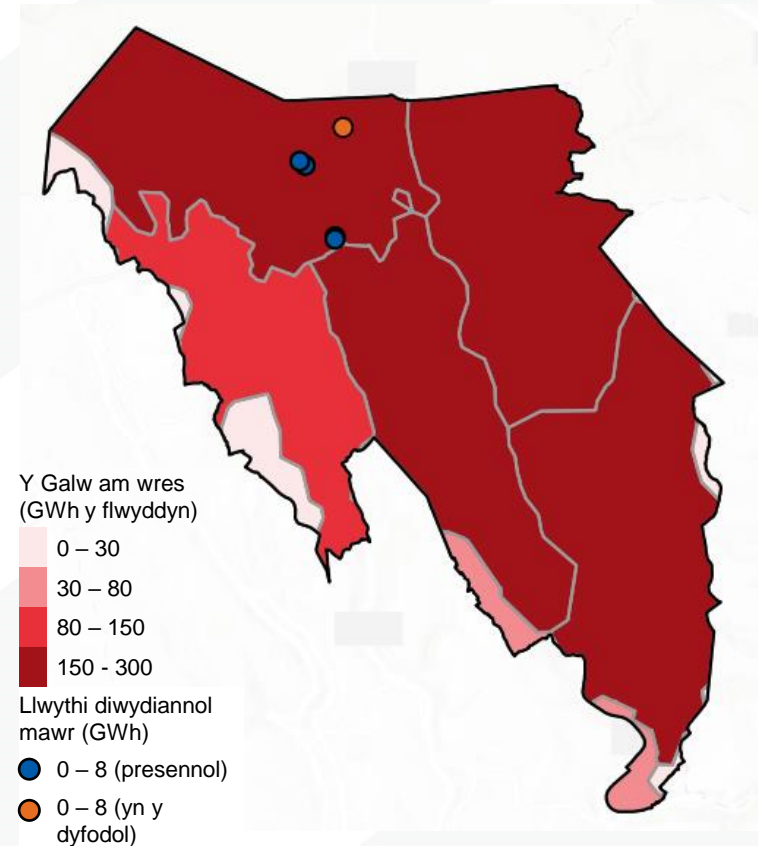 Y Galw am wres
(GWh y flwyddyn)
0 – 30
30 – 80
80 – 150
150 - 300
Llwythi diwydiannol
mawr (GWh)
0 – 8 (presennol)
0 – 8 (yn y
dyfodol)